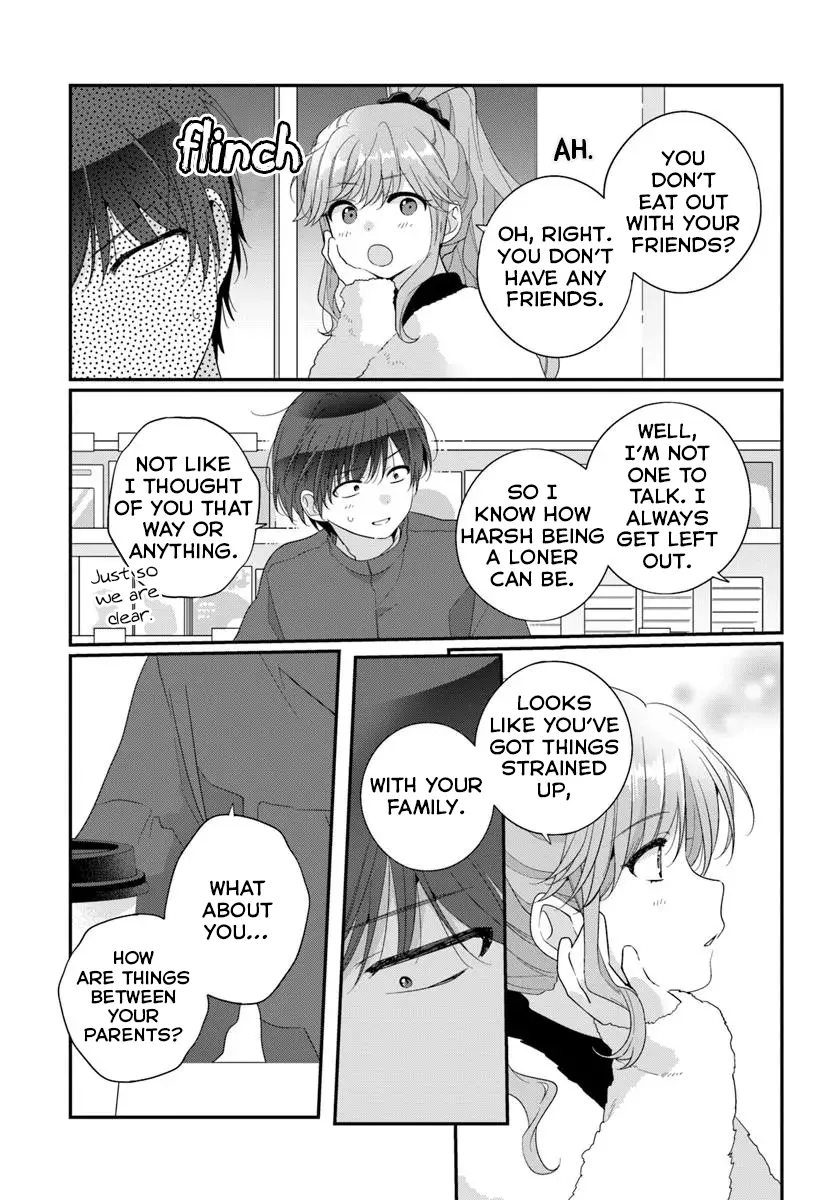 YOU
DON'T
EAT OUT
WITH YOUR
FRIENDS?
AH.
OH, RIGHT.
YOU DON'T
HAVE ANY
FRIENDS.
flinch
WELL,
I'M NOT
ONE TO
TALK. I
ALWAYS
GET LEFT
OUT.
SO I
KNOW HOW
HARSH BEING
A LONER
CAN BE.
NOT LIKE
I THOUGHT
OF YOU THAT
WAY OR
ANYTHING.
Just so
we are
clear.
LOOKS
LIKE YOU'VE
GOT THINGS
STRAINED
UP,
WITH YOUR
FAMILY.
WHAT
ABOUT
YOU...
HOW
ARE THINGS
BETWEEN
YOUR
PARENTS?